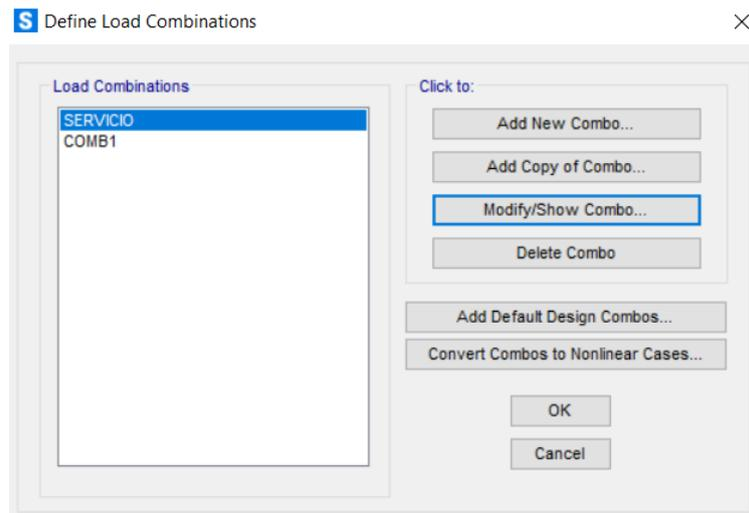 S Define Load Combinations
Load Combinations
SERVICIO
COMB1
Click to:
Add New Combo...
Add Copy of Combo...
Modify/Show Combo...
Delete Combo
Add Default Design Combos...
Convert Combos to Nonlinear Cases...
OK
Cancel